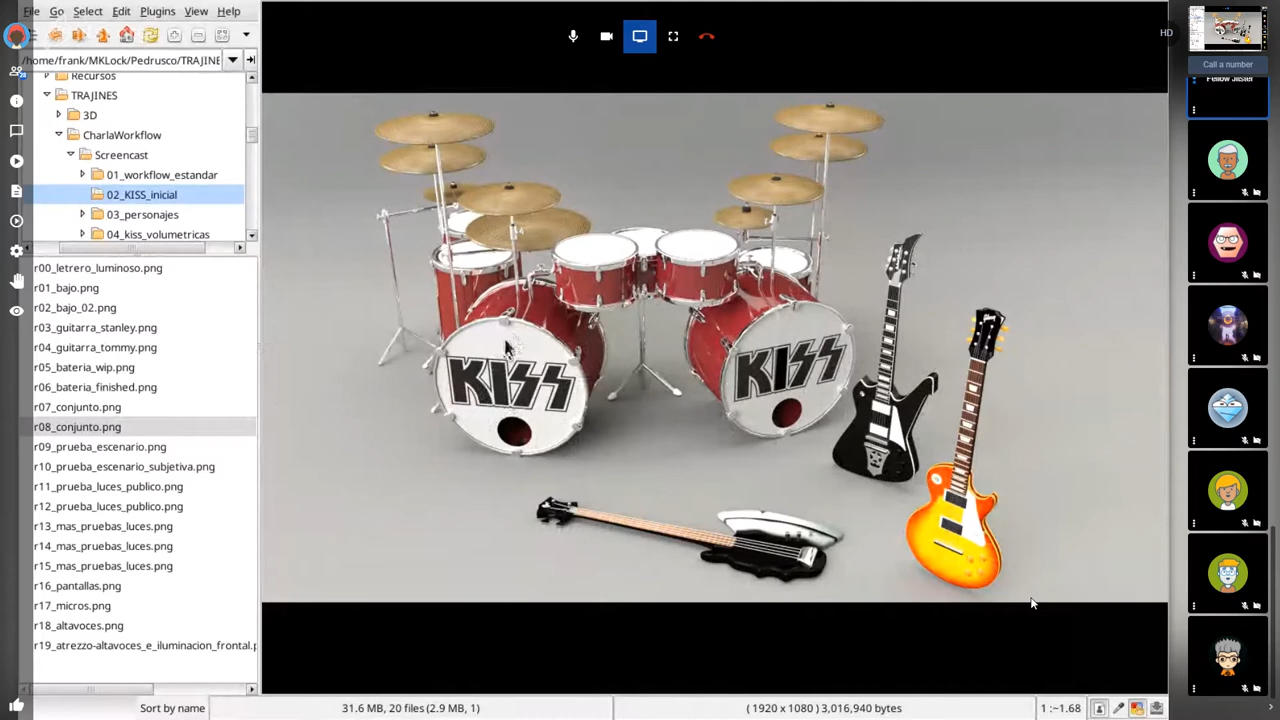 File Go Select Edit Plugins View Help
/home/frank/MKLock/Pedrusco/TRAJINE
Recursos
TRAJINES
3D
CharlaWorkflow
Screencast
01_workflow_estandar
02_KISS_inicial
03_personajes
04_kiss_volumetricas
r00_letrero_luminoso.png
r01_bajo.png
r02_bajo_02.png
r03_guitarra_stanley.png
r04_guitarra_tommy.png
r05_bateria_wip.png
r06_bateria_finished.png
r07_conjunto.png
r08_conjunto.png
r09_prueba_escenario.png
r10_prueba_escenario_subjetiva.png
r11_prueba_luces_publico.png
r12_prueba_luces_publico.png
r13_mas_pruebas_luces.png
r14_mas_pruebas_luces.png
r15_mas_pruebas_luces.png
r16_pantallas.png
r17_micros.png
r18_altavoces.png
r19_atrezzo-altavoces_e_iluminacion_frontal.p
Sort by name
31.6 MB, 20 files (2.9 MB, 1)
( 1920 x 1080 ) 3,016,940 bytes
1 :~1.68
KISS
KISS
HD
Call a number
Fellow Jitster